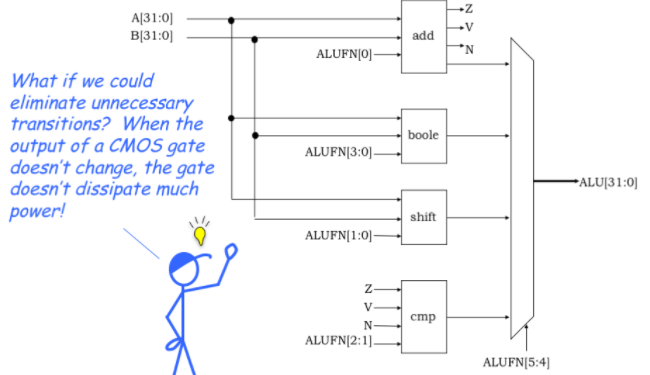 A[31:0]
B[31:0]
ALUFN[0]
add
Z
V
N
What if we could
eliminate unnecessary
transitions? When the
output of a CMOS gate
doesn't change, the gate
doesn't dissipate much
power!
boole
ALUFN[3:0]
ALU[31:0]
shift
ALUFN[1:0]
Z
V
N
cmp
ALUFN[2:1]
ALUFN[5:4]